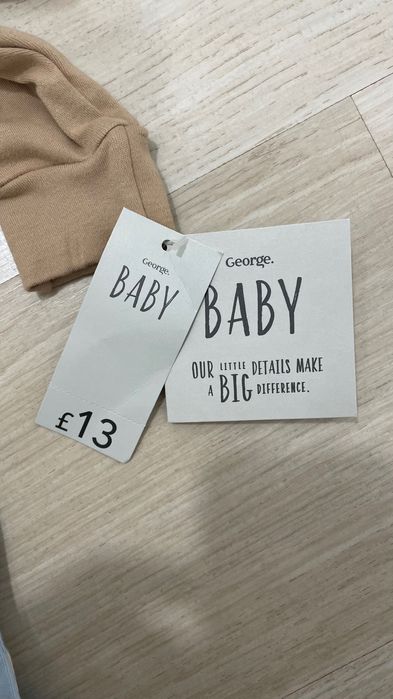 George.
BABY
£13
George.
BABY
OUR LITTLE DETAILS MAKE
A BIG DIFFERENCE.